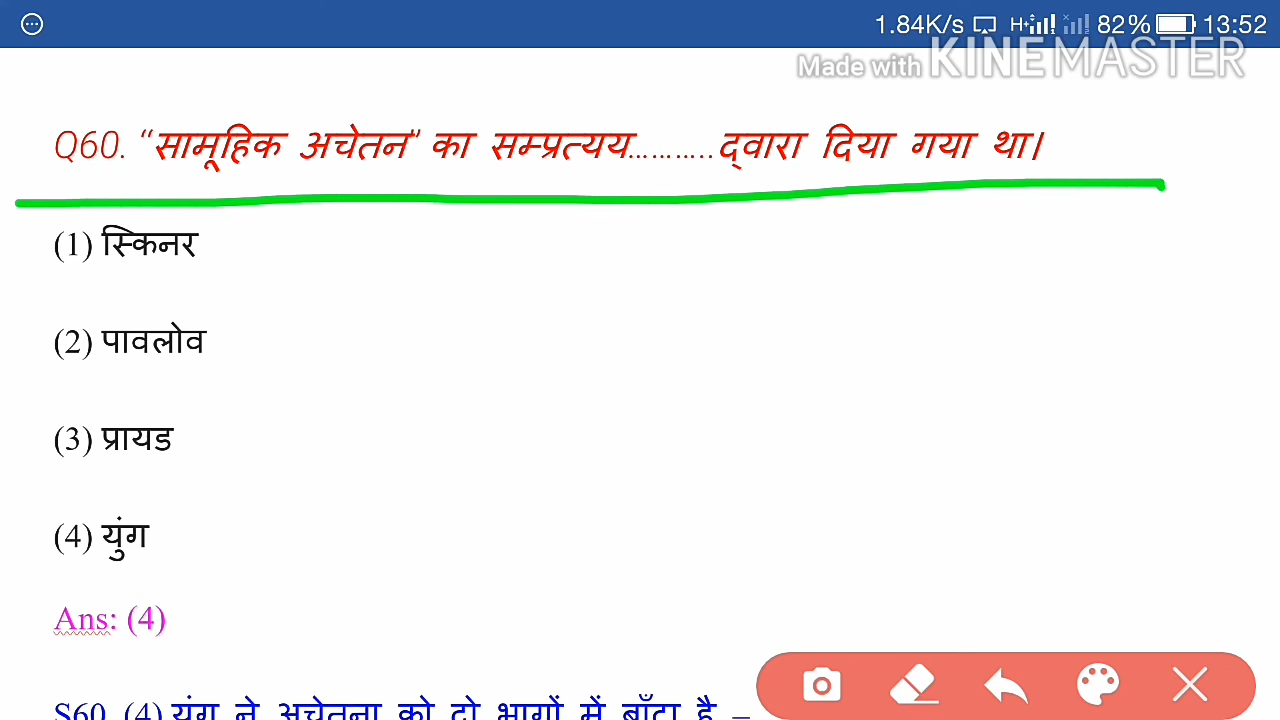 1.84K/s 82% 13:52
Made with KINEMASTER
Q60. “सामूहिक अचेतन” का सम्प्रत्यय………..द्वारा दिया गया था।
(1) स्किनर
(2) पावलोव
(3) प्रायड
(4) युंग
Ans: (4)
S60. (4) युंग ने अचेतना को दो भागों में बाँटा है –